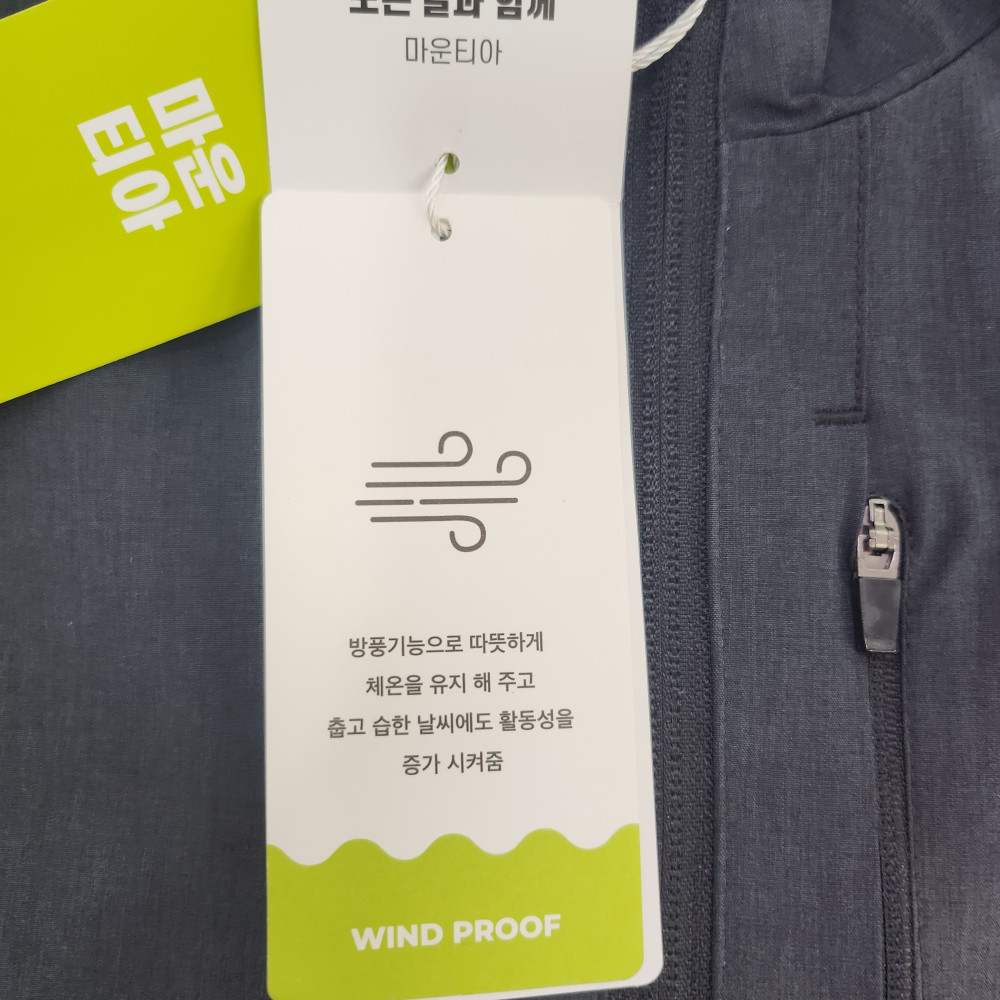 함께
마운티아
마운
티아
방풍기능으로 따뜻하게
체온을 유지 해 주고
춥고 습한 날씨에도 활동성을
증가 시켜줌
WIND PROOF